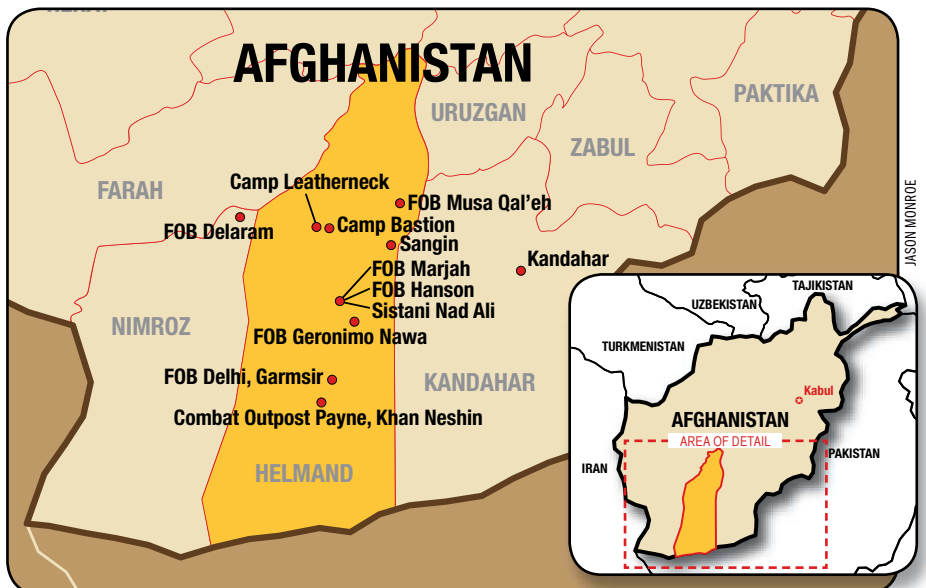 AFGHANISTAN
URUZGAN
PAKTIKA
ZABUL
FARAH
Camp Leatherneck
FOB Musa Qal’eh
FOB Delaram
Camp Bastion
Sangin
Kandahar
FOB Marjah
FOB Hanson
Sistani Nad Ali
NIMROZ
FOB Geronimo Nawa
FOB Delhi, Garmsir
KANDAHAR
Combat Outpost Payne, Khan Neshin
HELMAND
JASON MONROE
TAJIKISTAN
UZBEKISTAN
TURKMENISTAN
Kabul
AFGHANISTAN
AREA OF DETAIL
PAKISTAN
IRAN